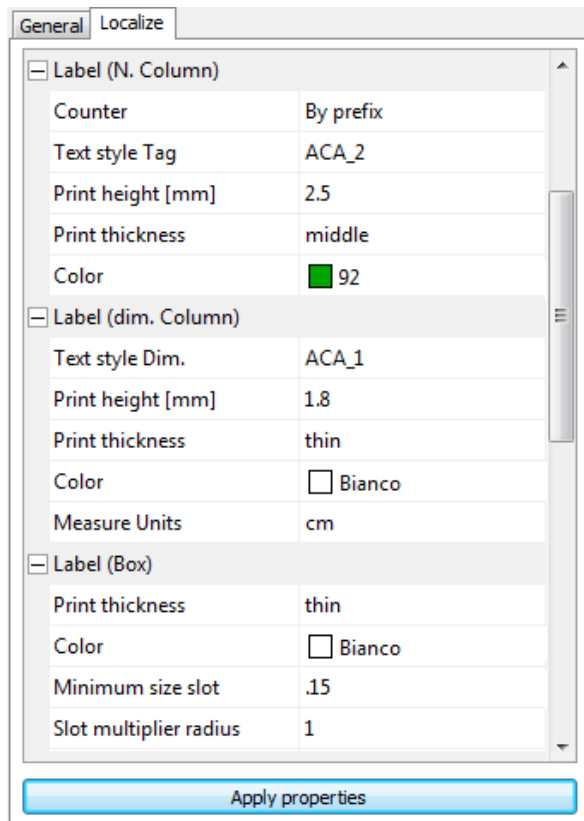 General Localize
Label (N. Column)
Counter By prefix
Text style Tag ACA_2
Print height [mm] 2.5
Print thickness middle
Color 92
Label (dim. Column)
Text style Dim. ACA_1
Print height [mm] 1.8
Print thickness thin
Color Bianco
Measure Units cm
Label (Box)
Print thickness thin
Color Bianco
Minimum size slot .15
Slot multiplier radius 1
Apply properties